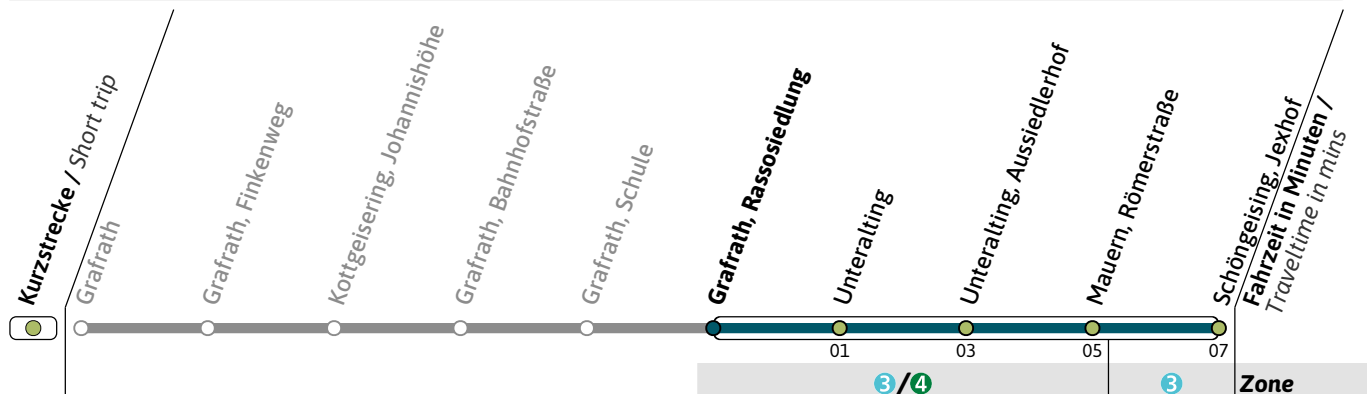 Kurzstrecke / Short trip
Grafrath
Grafrath, Finkenweg
Kottgeisering, Johannishöhe
Grafrath, Bahnhofstraße
Grafrath, Schule
Grafrath, Rassosiedlung
Unteralting
Unteralting, Aussiedlerhof
Mauern, Römerstraße
Schöngeising, Jexhof
Fahrzeit in Minuten /
Traveltime in mins
01 03 05 07
3/4 3 Zone